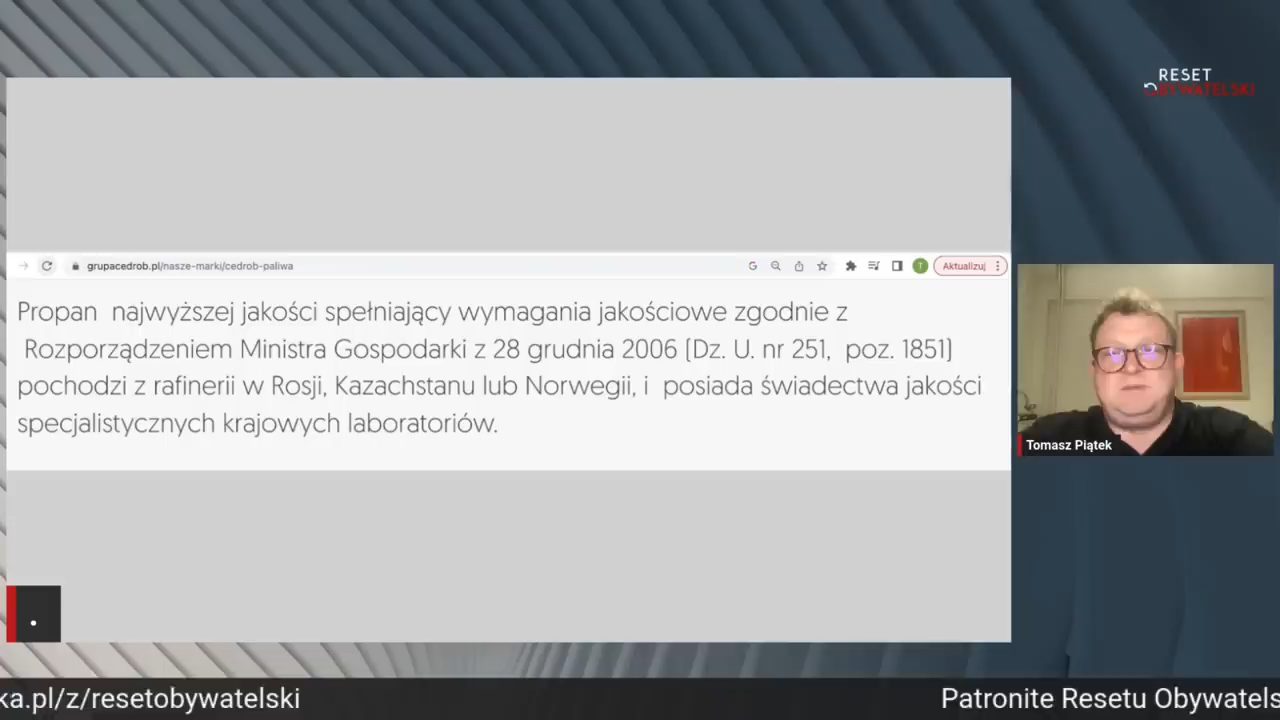 RESET
OBYWATELSKI
grupacedrob.pl/nasze-marki/cedrob-paliwa
Aktualizuj
Propan najwyższej jakości spełniający wymagania jakościowe zgodnie z
Rozporządzeniem Ministra Gospodarki z 28 grudnia 2006 (Dz. U. nr 251, poz. 1851)
pochodzi z rafinerii w Rosji, Kazachstanu lub Norwegii, i posiada świadectwa jakości
specjalistycznych krajowych laboratoriów.
Tomasz Piątek
.
ka.pl/z/resetobywatelski
Patronite Resetu Obywatels